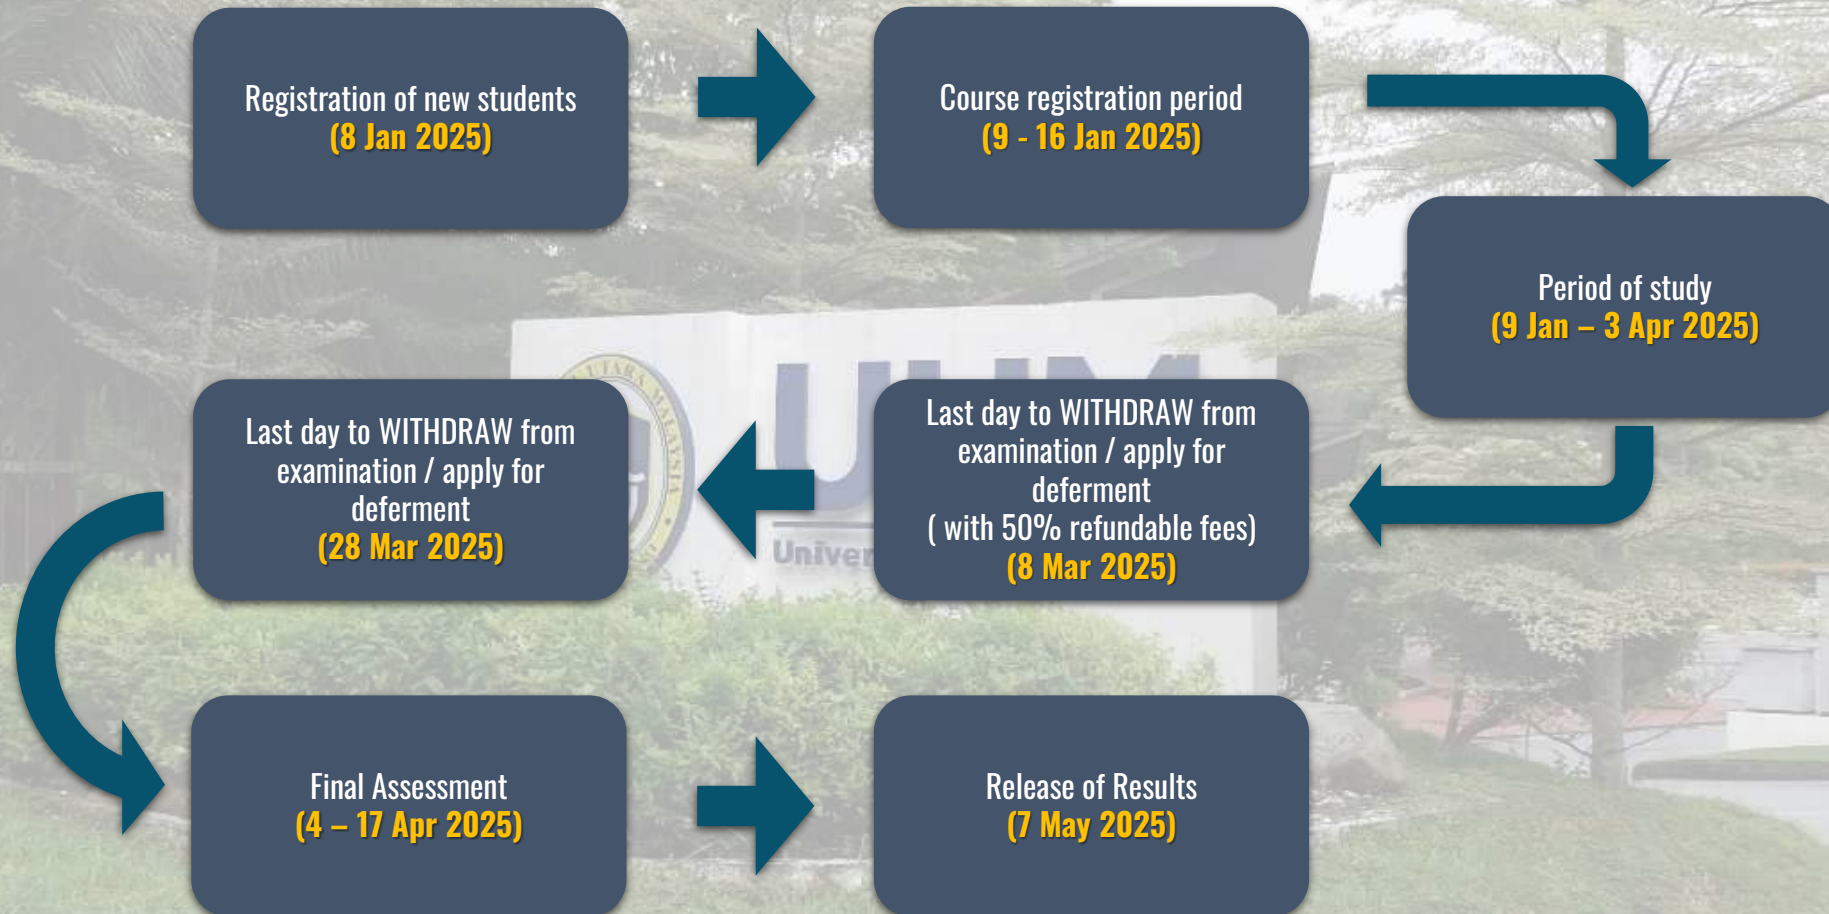 Registration of new students
(8 Jan 2025)
Course registration period
(9 - 16 Jan 2025)
Period of study
(9 Jan – 3 Apr 2025)
Last day to WITHDRAW from
examination / apply for
deferment
( with 50% refundable fees)
(8 Mar 2025)
Last day to WITHDRAW from
examination / apply for
deferment
(28 Mar 2025)
Final Assessment
(4 – 17 Apr 2025)
Release of Results
(7 May 2025)
UTARA MALAYSIA
UUM